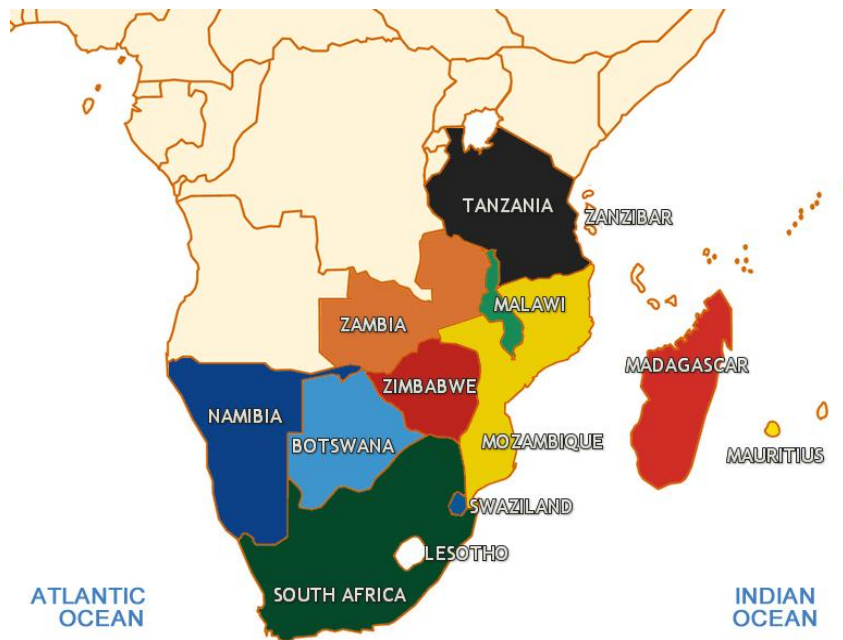 TANZANIA
ZANZIBAR
MALAWI
ZAMBIA
MADAGASCAR
ZIMBABWE
NAMIBIA
MOZAMBIQUE
BOTSWANA
MAURITIUS
SWAZILAND
LESOTHO
SOUTH AFRICA
ATLANTIC
OCEAN
INDIAN
OCEAN